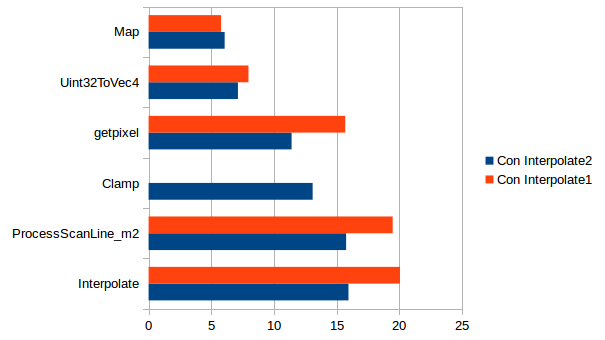 Map
Uint32ToVec4
getpixel
Clamp
ProcessScanLine_m2
Interpolate
0 5 10 15 20 25
Con Interpolate2
Con Interpolate1